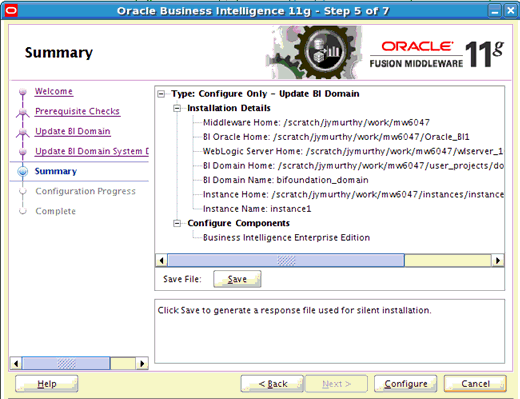 Oracle Business Intelligence 11g - Step 5 of 7
Summary
ORACLE
FUSION MIDDLEWARE 11g
Welcome
Prerequisite Checks
Update BI Domain
Update BI Domain System D
Summary
Configuration Progress
Complete
Type: Configure Only - Update BI Domain
Installation Details
Middleware Home: /scratch/jymurthy/work/mw6047
BI Oracle Home: /scratch/jymurthy/work/mw6047/Oracle_BI1
WebLogic Server Home: /scratch/jymurthy/work/mw6047/wlserver_1
BI Domain Home: /scratch/jymurthy/work/mw6047/user_projects/do
BI Domain Name: bifoundation_domain
Instance Home: /scratch/jymurthy/work/mw6047/instances/instance
Instance Name: instance1
Configure Components
Business Intelligence Enterprise Edition
Save File: Save
Click Save to generate a response file used for silent installation.
Help < Back Next > Configure Cancel